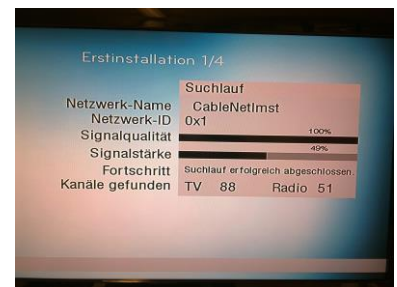 Erstinstallation 1/4
Suchlauf
Netzwerk-Name CableNetImst
Netzwerk-ID 0x1
Signalqualität 100%
Signalstärke 49%
Fortschritt Suchlauf erfolgreich abgeschlossen.
Kanäle gefunden TV 88 Radio 51